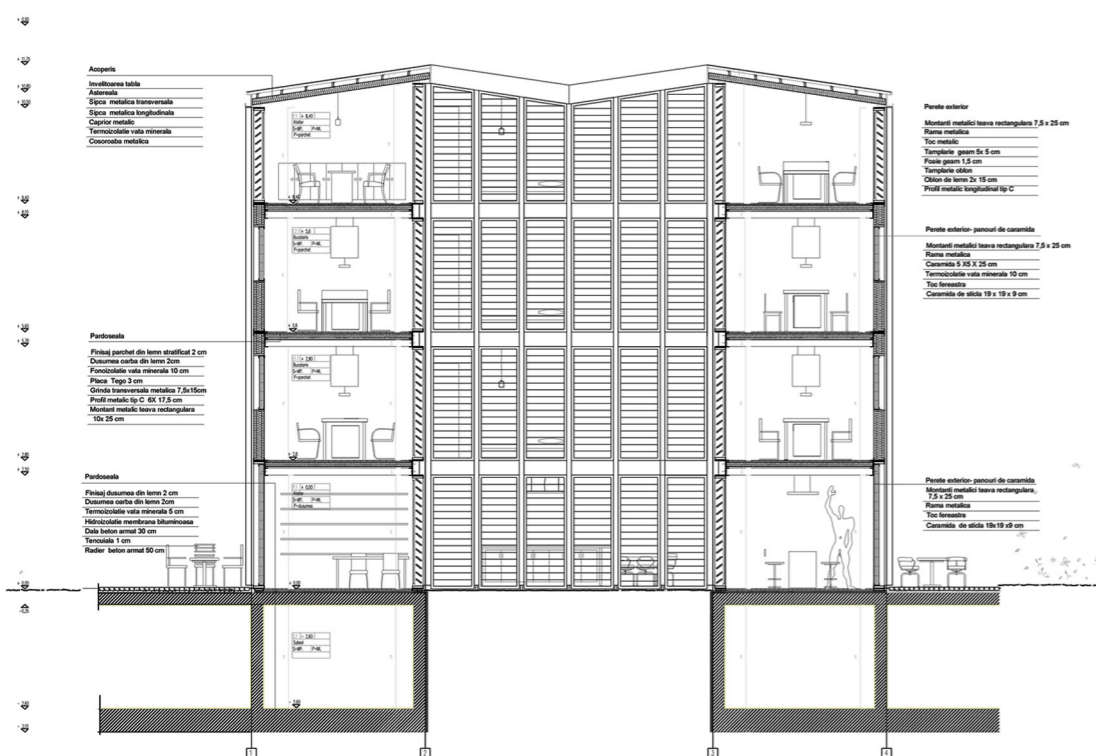 Acoperis
Invelitoarea tabla
Astereala
Sipca metalica transversala
Sipca metalica longitudinala
Caprior metalic
Termoizolatie vata minerala
Cosoroaba metalica
Pardoseala
Finisaj parchet din lemn stratificat 2 cm
Dusumea oarba din lemn 2cm
Fonoizolatie vata minerala 10 cm
Placa Tego 3 cm
Grinda transversala metalica 7,5x15cm
Profil metalic tip C 6X 17,5 cm
Montant metalic teava rectangulara
10x 25 cm
Pardoseala
Finisaj dusumea din lemn 2 cm
Dusumea oarba din lemn 2cm
Termoizolatie vata minerala 5 cm
Hidroizolatie membrana bituminoasa
Dala beton armat 30 cm
Tencuiala 1 cm
Radier beton armat 50 cm
Perete exterior
Montanti metalici teava rectangulara 7,5 x 25 cm
Rama metalica
Toc metalic
Tamplarie geam 5x 5 cm
Foaie geam 1,5 cm
Tamplarie oblon
Oblon de lemn 2x 15 cm
Profil metalic longitudinal tip C
Perete exterior- panouri de caramida
Montanti metalici teava rectangulara 7,5 x 25 cm
Rama metalica
Caramida 5 X5 X 25 cm
Termoizolatie vata minerala 10 cm
Toc fereastra
Caramida de sticla 19 x 19 x 9 cm
Perete exterior- panouri de caramida
Montanti metalici teava rectangulara
7,5 x 25 cm
Rama metalica
Toc fereastra
Caramida de sticla 19x19 x9 cm
1
2
3
4